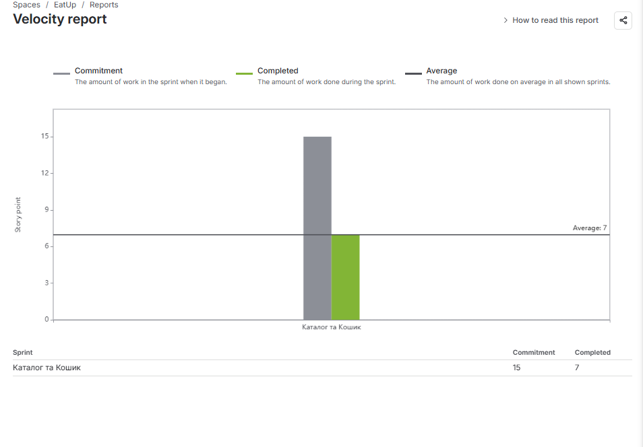 Spaces / EatUp / Reports
Velocity report
How to read this report
Commitment
The amount of work in the sprint when it began.
Completed
The amount of work done during the sprint.
Average
The amount of work done on average in all shown sprints.
Story point
15
12
9
6
3
0
Average: 7
Каталог та Кошик
Sprint Commitment Completed
Каталог та Кошик 15 7